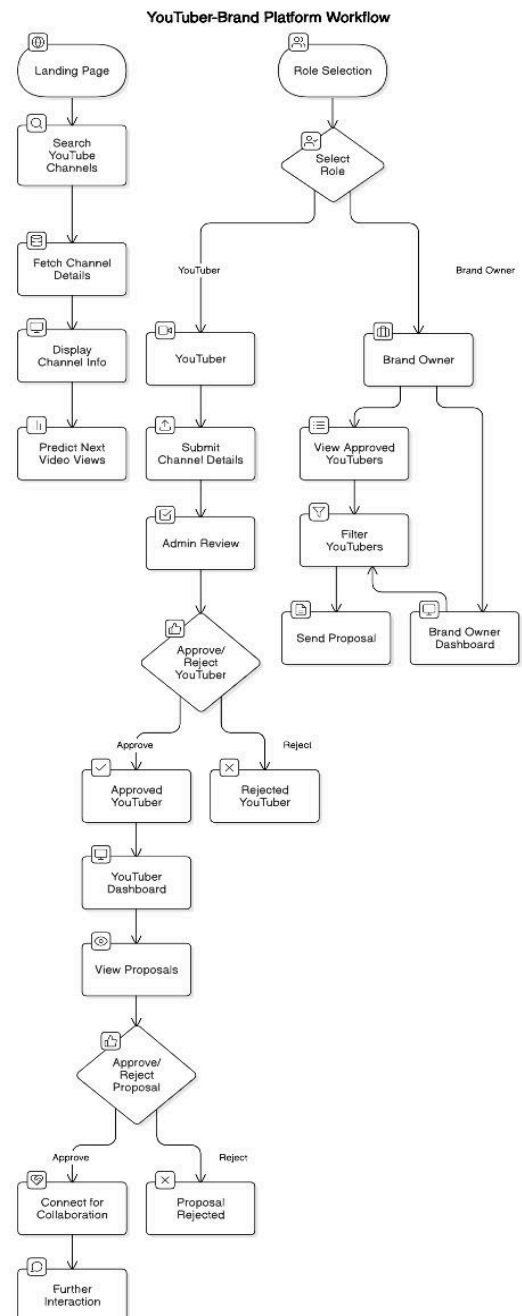 YouTuber-Brand Platform Workflow
Landing Page
Role Selection
Search
YouTube
Channels
Select
Role
Fetch Channel
Details
YouTuber
Brand Owner
Display
Channel Info
YouTuber
Brand Owner
Predict Next
Video Views
Submit
Channel Details
View Approved
YouTubers
Admin Review
Filter
YouTubers
Send Proposal
Brand Owner
Dashboard
Approve/
Reject
YouTuber
Approve
Reject
Approved
YouTuber
Rejected
YouTuber
YouTuber
Dashboard
View Proposals
Approve/
Reject
Proposal
Approve
Reject
Connect for
Collaboration
Proposal
Rejected
Further
Interaction